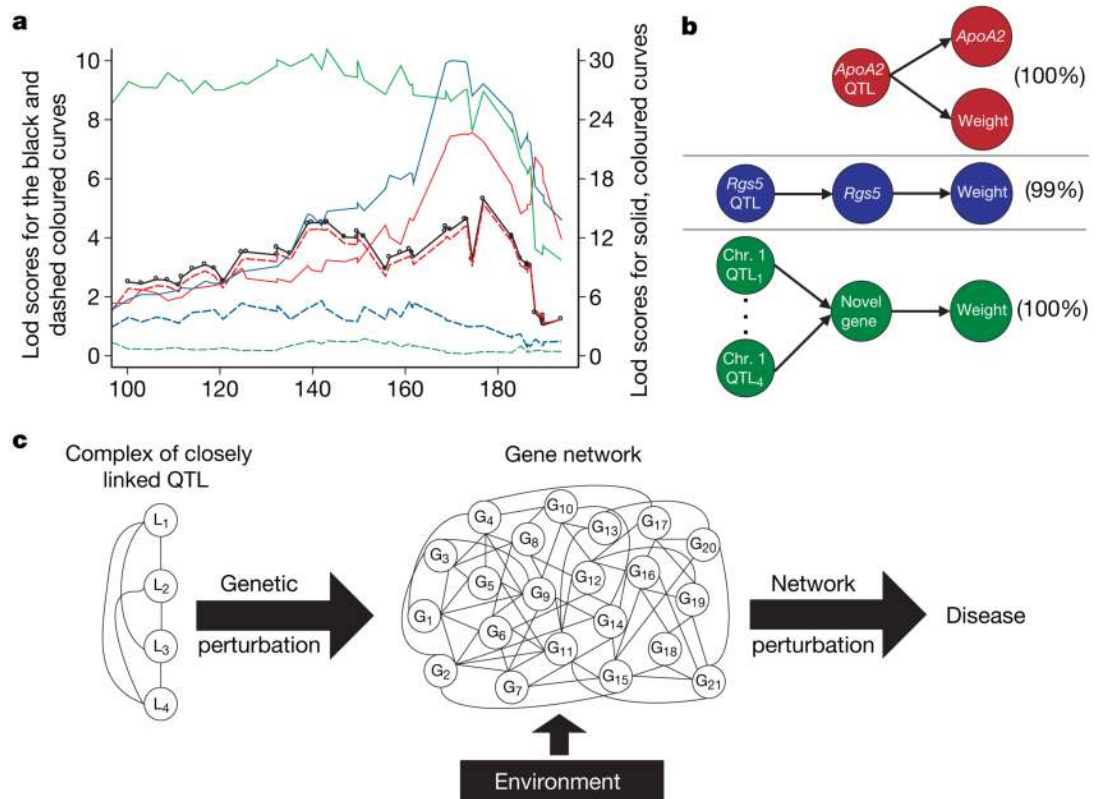 a
Lod scores for the black and
dashed coloured curves
10
8
6
4
2
0
100
120
140
160
180
30
24
18
12
6
0
Lod scores for solid, coloured curves
b
ApoA2
QTL
ApoA2
Weight
(100%)
Rgs5
QTL
Rgs5
Weight
(99%)
Chr. 1
QTL1
Chr. 1
QTL4
Novel
gene
Weight
(100%)
c
Complex of closely
linked QTL
L1
L2
L3
L4
Genetic
perturbation
Gene network
G10
G4
G13
G17
G8
G20
G3
G5
G12
G16
G9
G19
G1
G6
G14
G11
G18
G2
G7
G15
G21
Network
perturbation
Disease
Environment